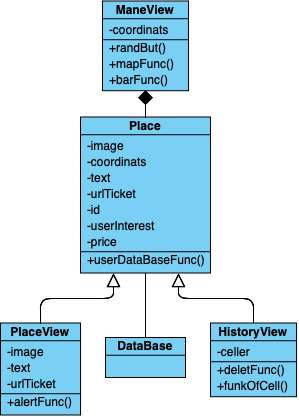 ManeView
-coordinats
+randBut()
+mapFunc()
+barFunc()
Place
-image
-coordinats
-text
-urlTicket
-id
-userInterest
-price
+userDataBaseFunc()
PlaceView
-image
-text
-urlTicket
+alertFunc()
DataBase
HistoryView
-celler
+deletFunc()
+funkOfCell()